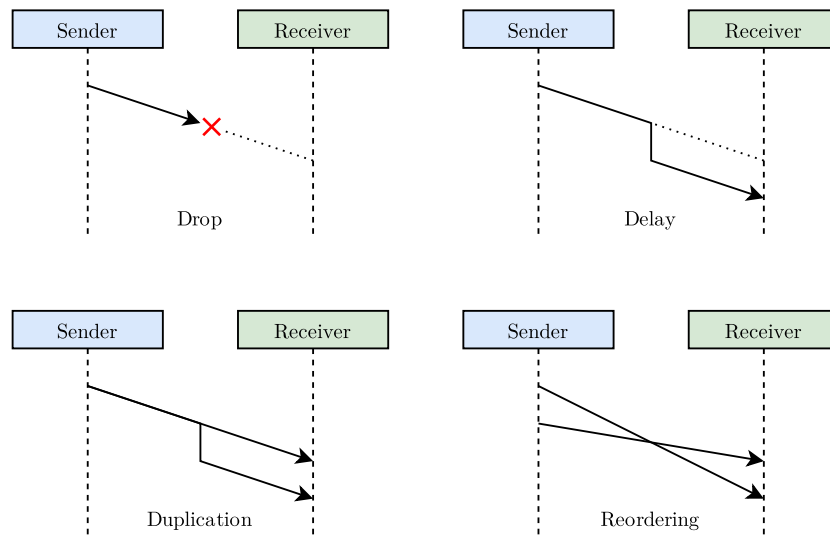 Sender
Receiver
Sender
Receiver
Drop
Delay
Sender
Receiver
Sender
Receiver
Duplication
Reordering